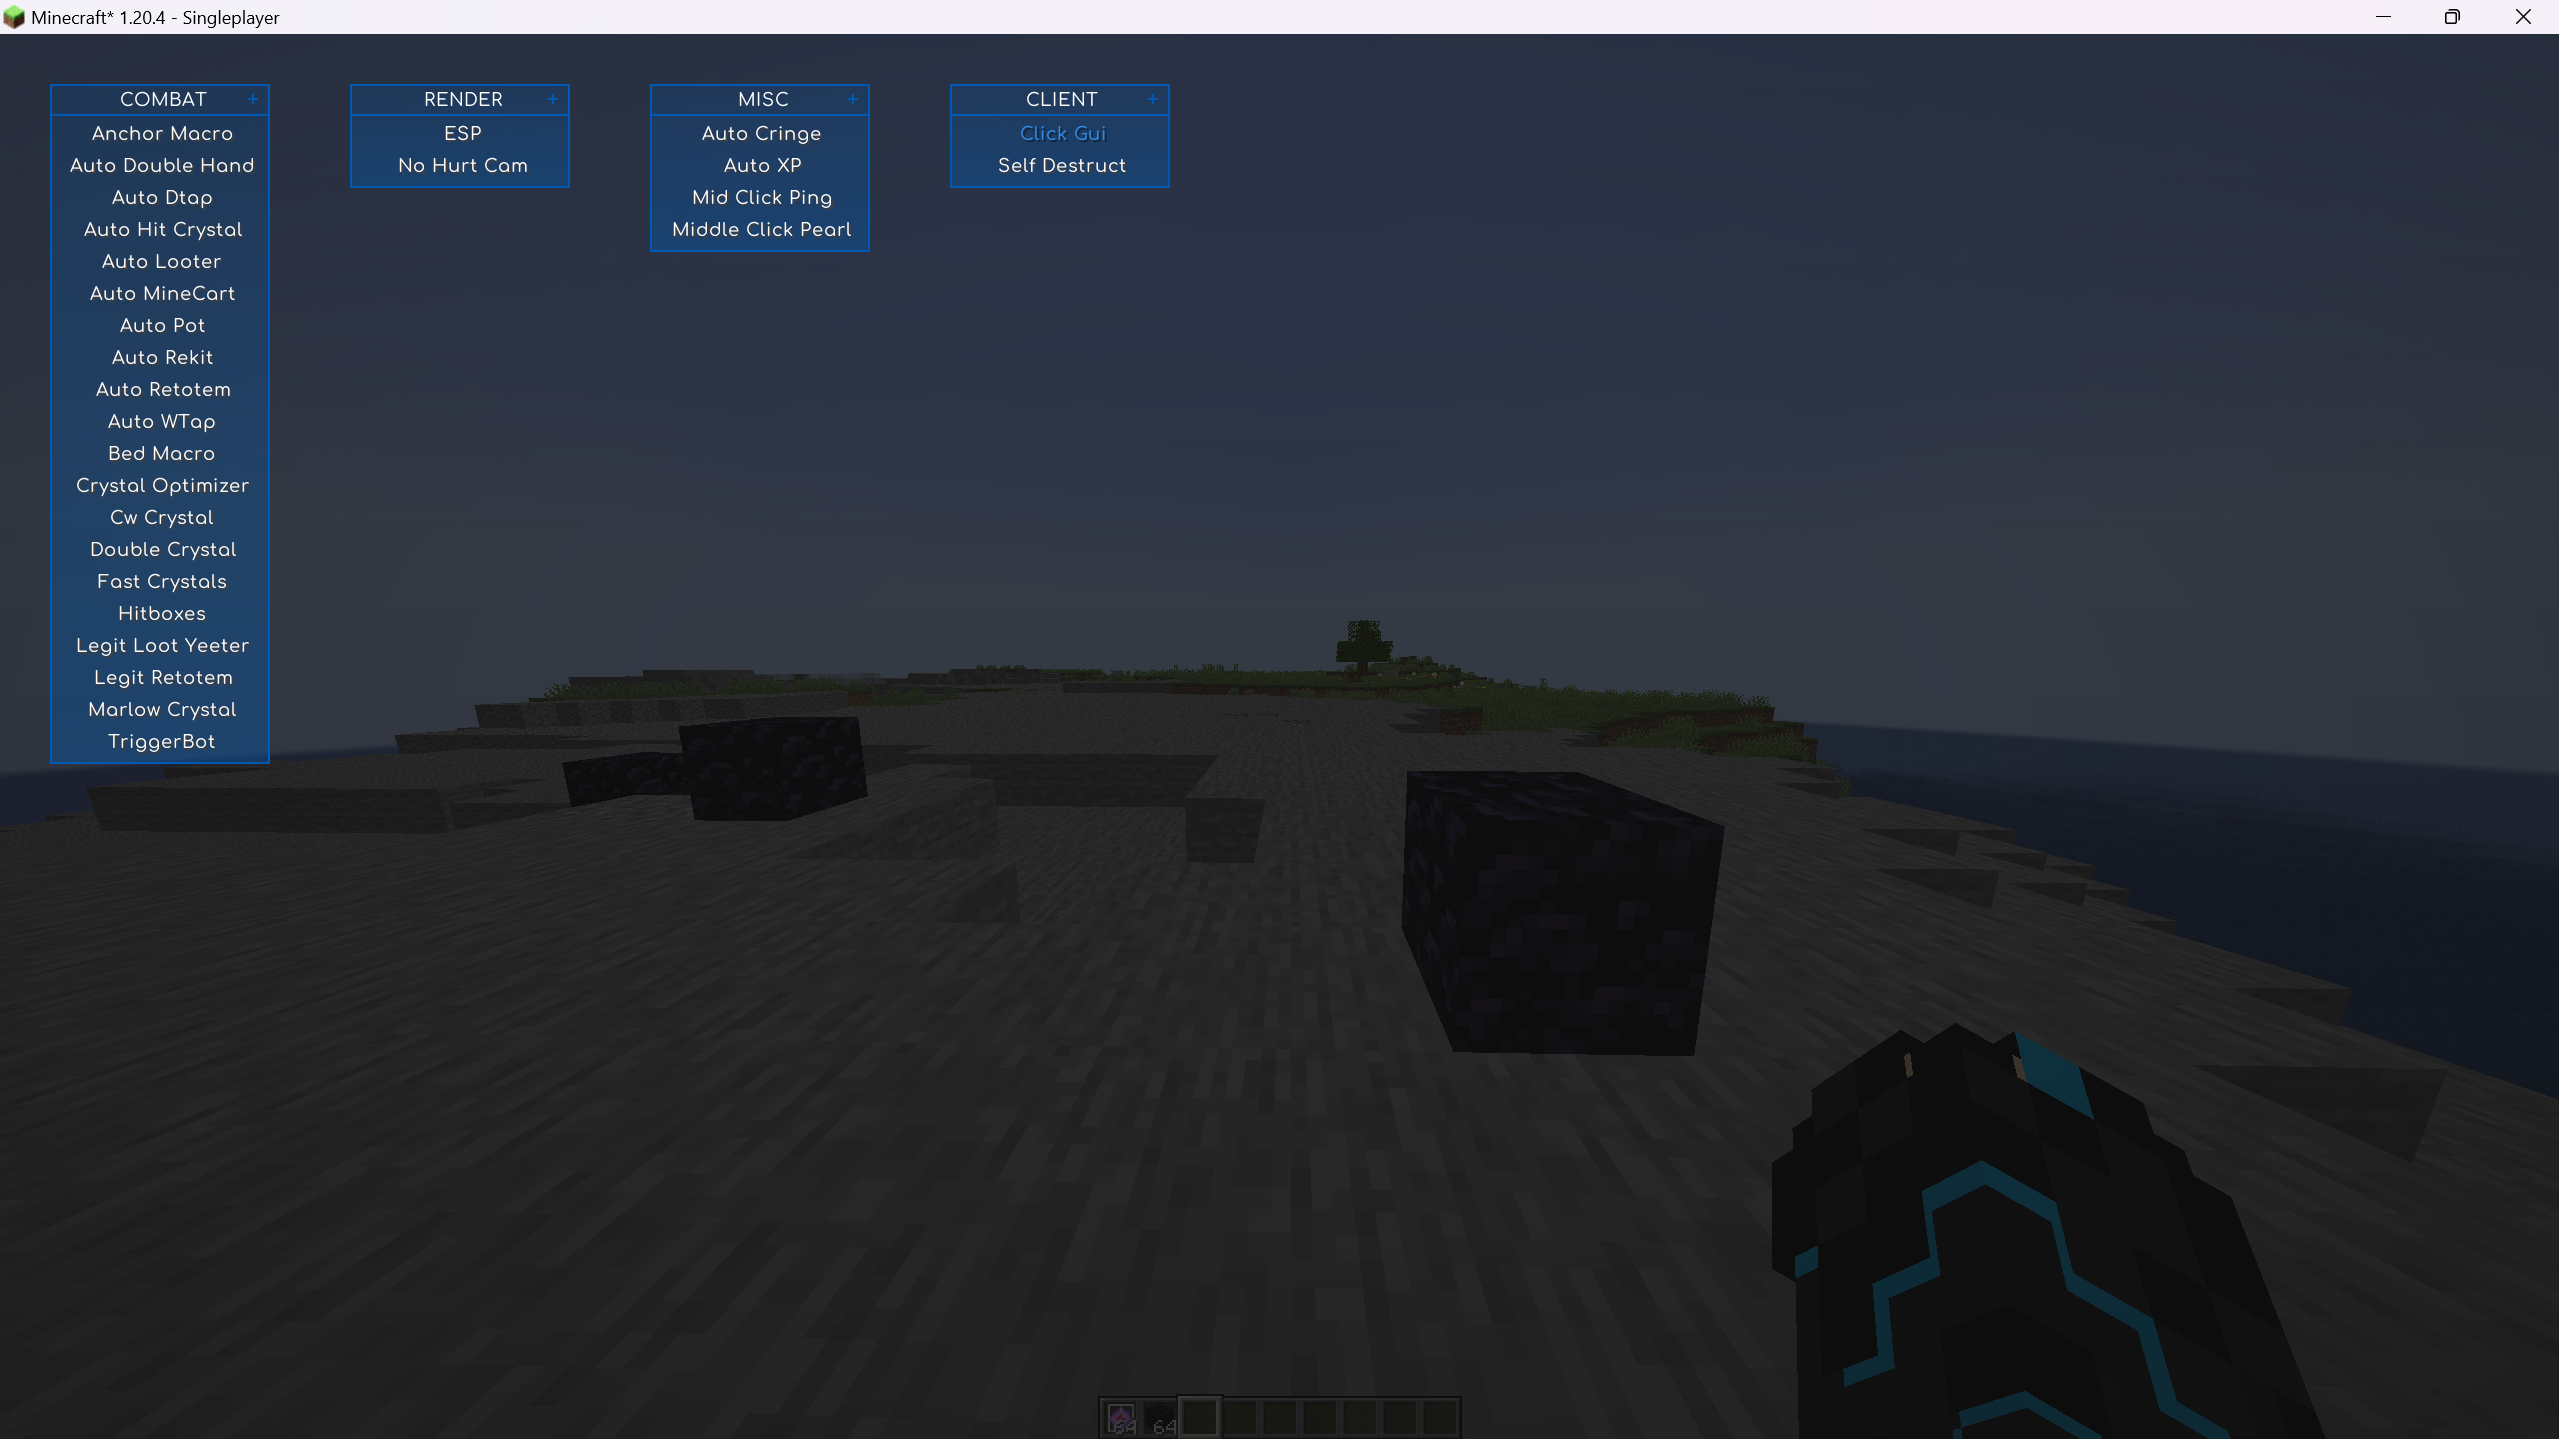 Minecraft* 1.20.4 - Singleplayer
COMBAT +
Anchor Macro
Auto Double Hand
Auto Dtap
Auto Hit Crystal
Auto Looter
Auto MineCart
Auto Pot
Auto Rekit
Auto Retotem
Auto WTap
Bed Macro
Crystal Optimizer
Cw Crystal
Double Crystal
Fast Crystals
Hitboxes
Legit Loot Yeeter
Legit Retotem
Marlow Crystal
TriggerBot
RENDER +
ESP
No Hurt Cam
MISC +
Auto Cringe
Auto XP
Mid Click Ping
Middle Click Pearl
CLIENT +
Click Gui
Self Destruct
64 64